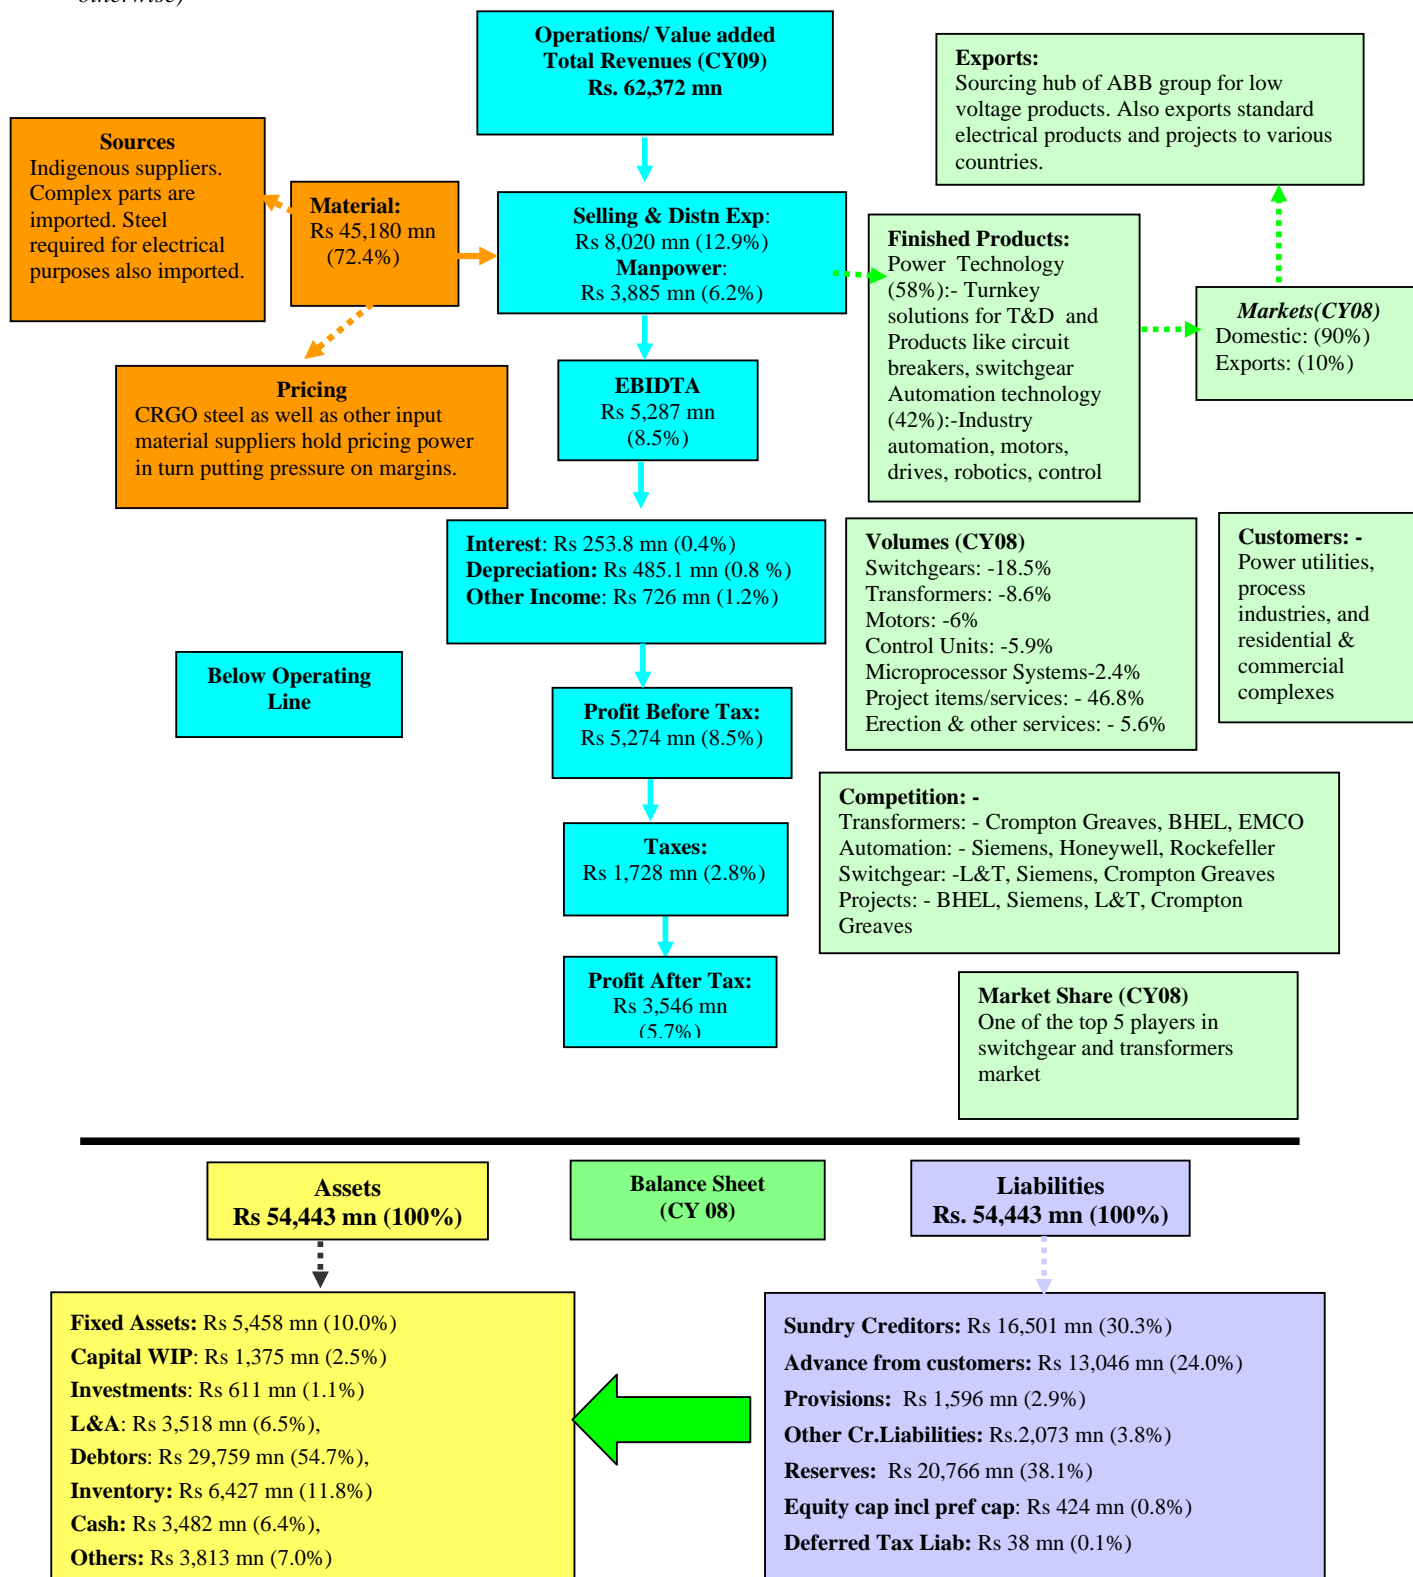 otherwise)
Operations/ Value added
Total Revenues (CY09)
Rs. 62,372 mn
Exports:
Sourcing hub of ABB group for low
voltage products. Also exports standard
electrical products and projects to various
countries.
Sources
Indigenous suppliers.
Complex parts are
imported. Steel
required for electrical
purposes also imported.
Material:
Rs 45,180 mn
(72.4%)
Selling & Distn Exp:
Rs 8,020 mn (12.9%)
Manpower:
Rs 3,885 mn (6.2%)
Finished Products:
Power Technology
(58%):- Turnkey
solutions for T&D and
Products like circuit
breakers, switchgear
Automation technology
(42%):-Industry
automation, motors,
drives, robotics, control
Markets(CY08)
Domestic: (90%)
Exports: (10%)
Pricing
CRGO steel as well as other input
material suppliers hold pricing power
in turn putting pressure on margins.
EBIDTA
Rs 5,287 mn
(8.5%)
Interest: Rs 253.8 mn (0.4%)
Depreciation: Rs 485.1 mn (0.8 %)
Other Income: Rs 726 mn (1.2%)
Volumes (CY08)
Switchgears: -18.5%
Transformers: -8.6%
Motors: -6%
Control Units: -5.9%
Microprocessor Systems-2.4%
Project items/services: - 46.8%
Erection & other services: - 5.6%
Customers: -
Power utilities,
process
industries, and
residential &
commercial
complexes
Below Operating
Line
Profit Before Tax:
Rs 5,274 mn (8.5%)
Competition: -
Transformers: - Crompton Greaves, BHEL, EMCO
Automation: - Siemens, Honeywell, Rockefeller
Switchgear: -L&T, Siemens, Crompton Greaves
Projects: - BHEL, Siemens, L&T, Crompton
Greaves
Taxes:
Rs 1,728 mn (2.8%)
Profit After Tax:
Rs 3,546 mn
(5.7%)
Market Share (CY08)
One of the top 5 players in
switchgear and transformers
market
Assets
Rs 54,443 mn (100%)
Balance Sheet
(CY 08)
Liabilities
Rs. 54,443 mn (100%)
Fixed Assets: Rs 5,458 mn (10.0%)
Capital WIP: Rs 1,375 mn (2.5%)
Investments: Rs 611 mn (1.1%)
L&A: Rs 3,518 mn (6.5%),
Debtors: Rs 29,759 mn (54.7%),
Inventory: Rs 6,427 mn (11.8%)
Cash: Rs 3,482 mn (6.4%),
Others: Rs 3,813 mn (7.0%)
Sundry Creditors: Rs 16,501 mn (30.3%)
Advance from customers: Rs 13,046 mn (24.0%)
Provisions: Rs 1,596 mn (2.9%)
Other Cr.Liabilities: Rs.2,073 mn (3.8%)
Reserves: Rs 20,766 mn (38.1%)
Equity cap incl pref cap: Rs 424 mn (0.8%)
Deferred Tax Liab: Rs 38 mn (0.1%)